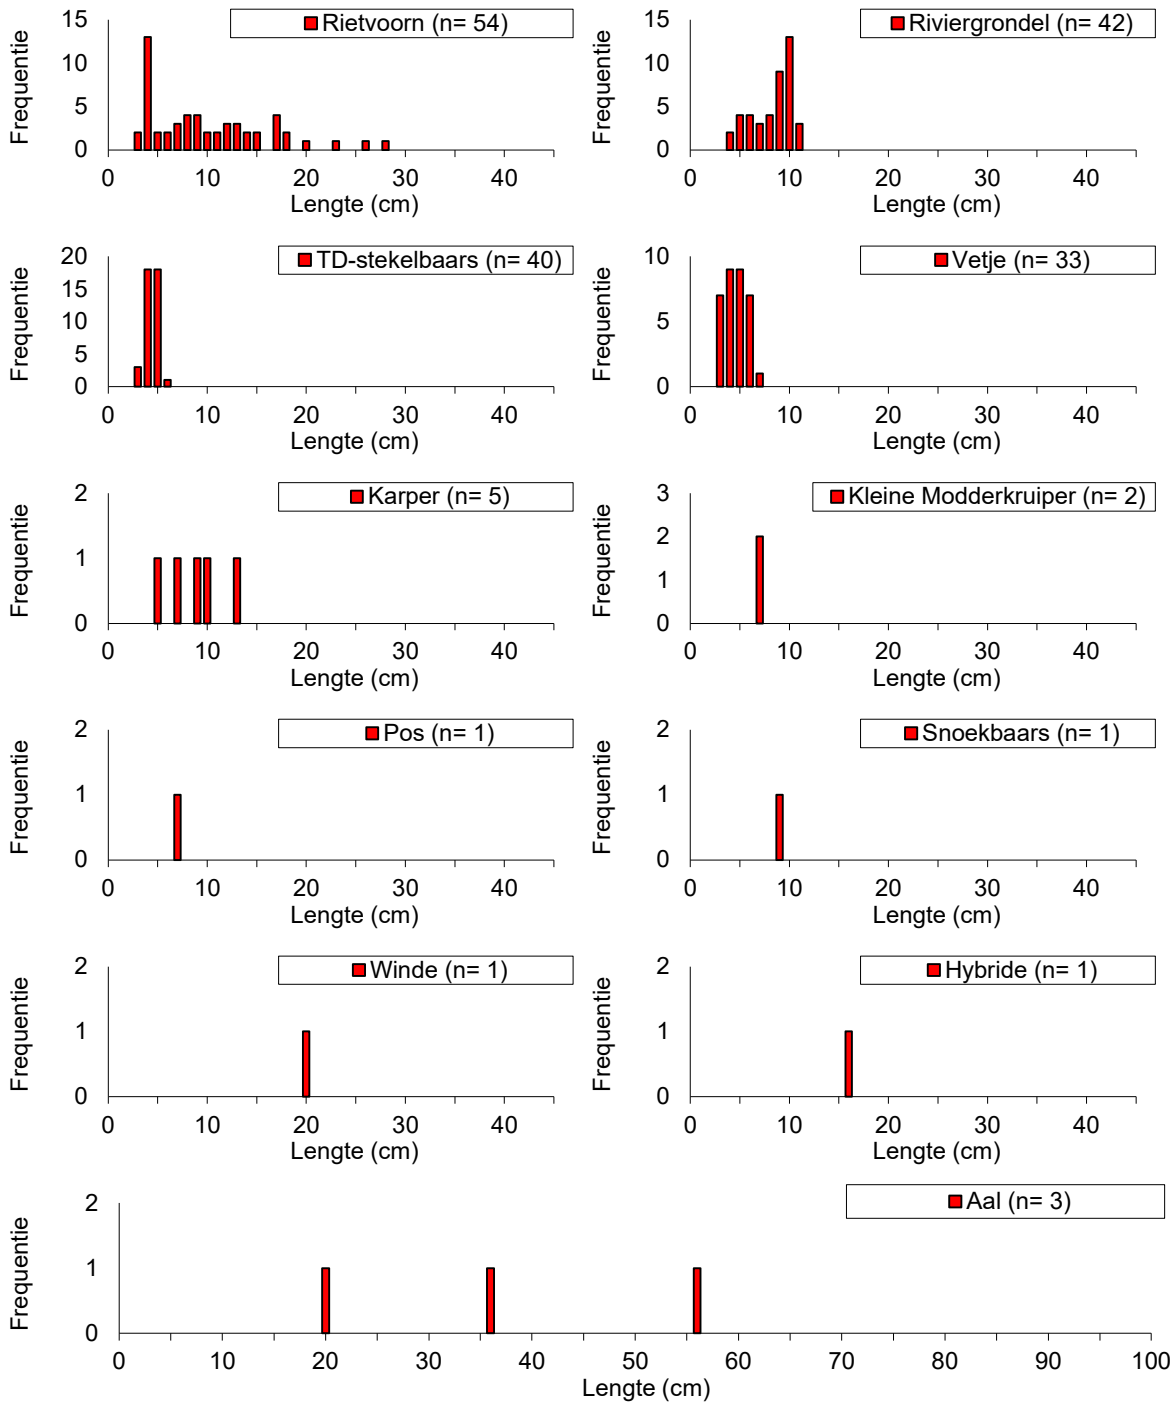 Rietvoorn (n= 54)
Frequentie
15
10
5
0
0 10 20 30 40
Lengte (cm)
Riviergrondel (n= 42)
Frequentie
15
10
5
0
0 10 20 30 40
Lengte (cm)
TD-stekelbaars (n= 40)
Frequentie
20
15
10
5
0
0 10 20 30 40
Lengte (cm)
Vetje (n= 33)
Frequentie
10
5
0
0 10 20 30 40
Lengte (cm)
Karper (n= 5)
Frequentie
2
1
0
0 10 20 30 40
Lengte (cm)
Kleine Modderkruiper (n= 2)
Frequentie
3
2
1
0
0 10 20 30 40
Lengte (cm)
Pos (n= 1)
Frequentie
2
1
0
0 10 20 30 40
Lengte (cm)
Snoekbaars (n= 1)
Frequentie
2
1
0
0 10 20 30 40
Lengte (cm)
Winde (n= 1)
Frequentie
2
1
0
0 10 20 30 40
Lengte (cm)
Hybride (n= 1)
Frequentie
2
1
0
0 10 20 30 40
Lengte (cm)
Aal (n= 3)
Frequentie
2
1
0
0 10 20 30 40 50 60 70 80 90 100
Lengte (cm)